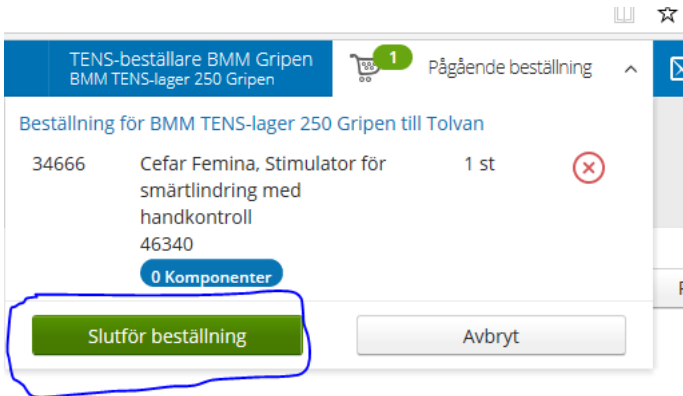 TENS-beställare BMM Gripen
BMM TENS-lager 250 Gripen
1
Pågående beställning
Beställning för BMM TENS-lager 250 Gripen till Tolvan
34666 Cefar Femina, Stimulator för 1 st
smärtlindring med
handkontroll
46340
0 Komponenter
Slutför beställning Avbryt